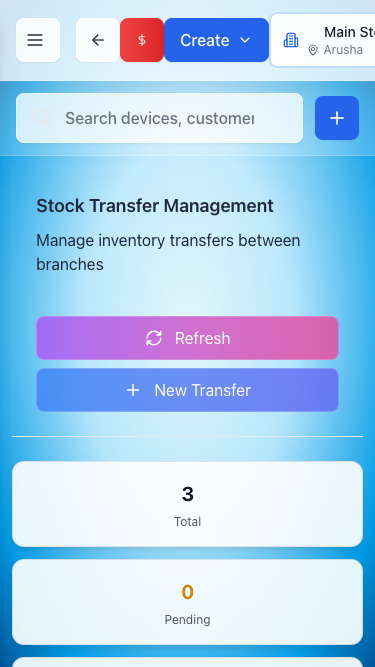 $
Create
Main St
Arusha
Search devices, customer
Stock Transfer Management
Manage inventory transfers between
branches
Refresh
New Transfer
3
Total
0
Pending